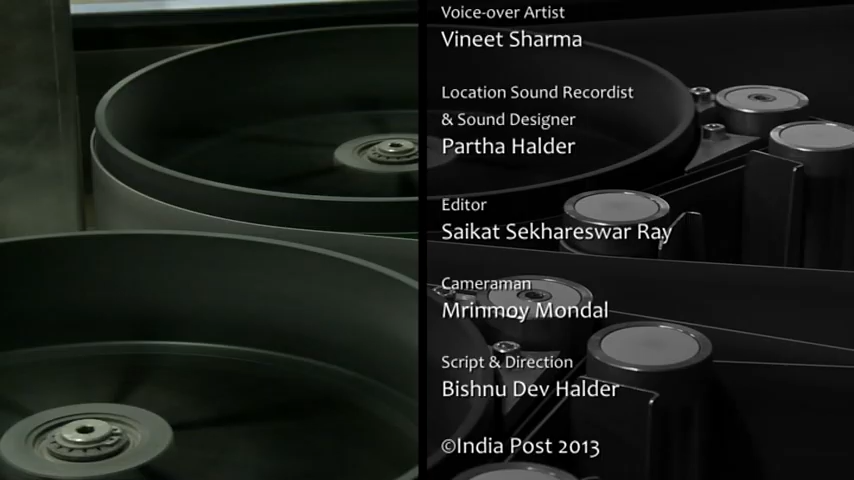 Voice-over Artist
Vineet Sharma
Location Sound Recordist
& Sound Designer
Partha Halder
Editor
Saikat Sekhareswar Ray
Cameraman
Mrinmoy Mondal
Script & Direction
Bishnu Dev Halder
©India Post 2013